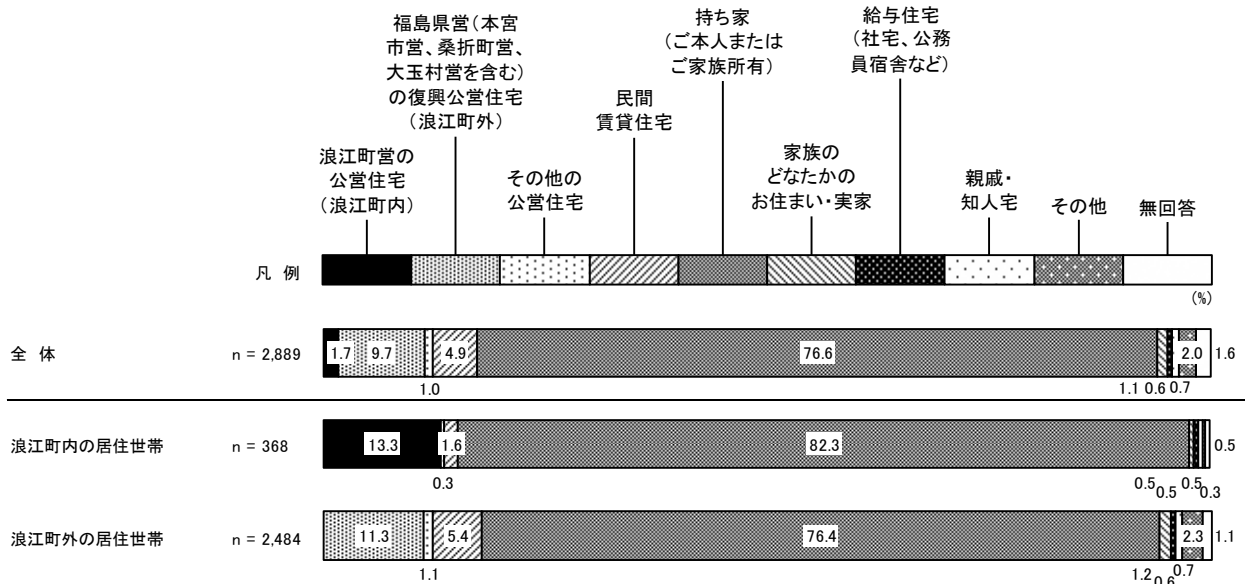 福島県営(本宮
市営、桑折町営、
大玉村営を含む)
の復興公営住宅
(浪江町外)
持ち家
(ご本人または
ご家族所有)
給与住宅
(社宅、公務
員宿舎など)
民間
賃貸住宅
浪江町営の
公営住宅
(浪江町内)
その他の
公営住宅
家族の
どなたかの
お住まい・実家
親戚・
知人宅
その他
無回答
凡 例
(%)
全 体 n = 2,889 1.7 9.7 4.9 76.6 2.0 1.6
1.0 1.1 0.6 0.7
浪江町内の居住世帯 n = 368 13.3 1.6 82.3 0.5
0.3 0.5 0.5 0.5 0.3
浪江町外の居住世帯 n = 2,484 11.3 5.4 76.4 2.3 1.1
1.1 1.2 0.6 0.7